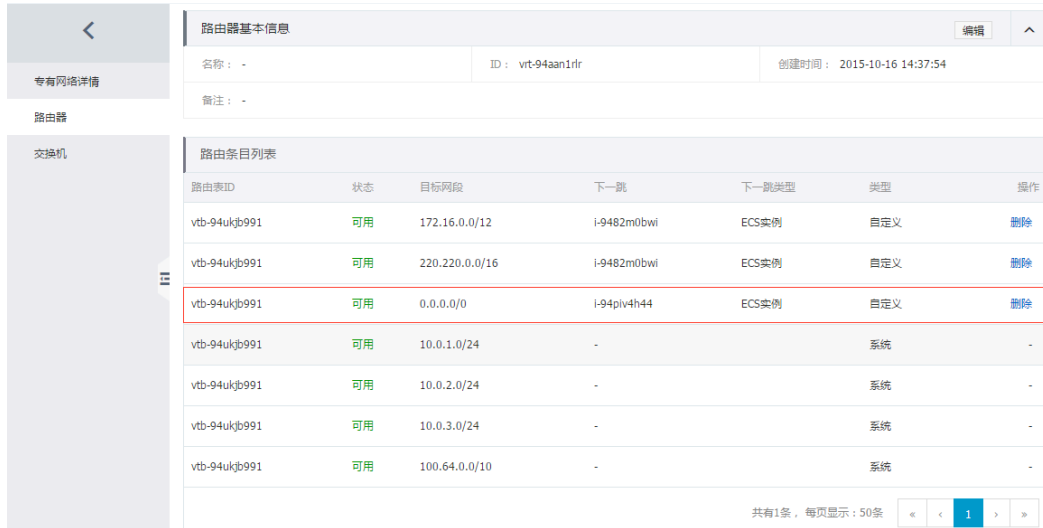 路由器基本信息 编辑
专有网络详情
路由器
交换机
名称： - ID： vrt-94aan1rlr 创建时间： 2015-10-16 14:37:54
备注： -
路由条目列表
路由表ID 状态 目标网段 下一跳 下一跳类型 类型 操作
vtb-94ukjb991 可用 172.16.0.0/12 i-9482m0bwi ECS实例 自定义 删除
vtb-94ukjb991 可用 220.220.0.0/16 i-9482m0bwi ECS实例 自定义 删除
vtb-94ukjb991 可用 0.0.0.0/0 i-94piv4h44 ECS实例 自定义 删除
vtb-94ukjb991 可用 10.0.1.0/24 - 系统 -
vtb-94ukjb991 可用 10.0.2.0/24 - 系统 -
vtb-94ukjb991 可用 10.0.3.0/24 - 系统 -
vtb-94ukjb991 可用 100.64.0.0/10 - 系统 -
共有1条， 每页显示：50条 « ‹ 1 › »